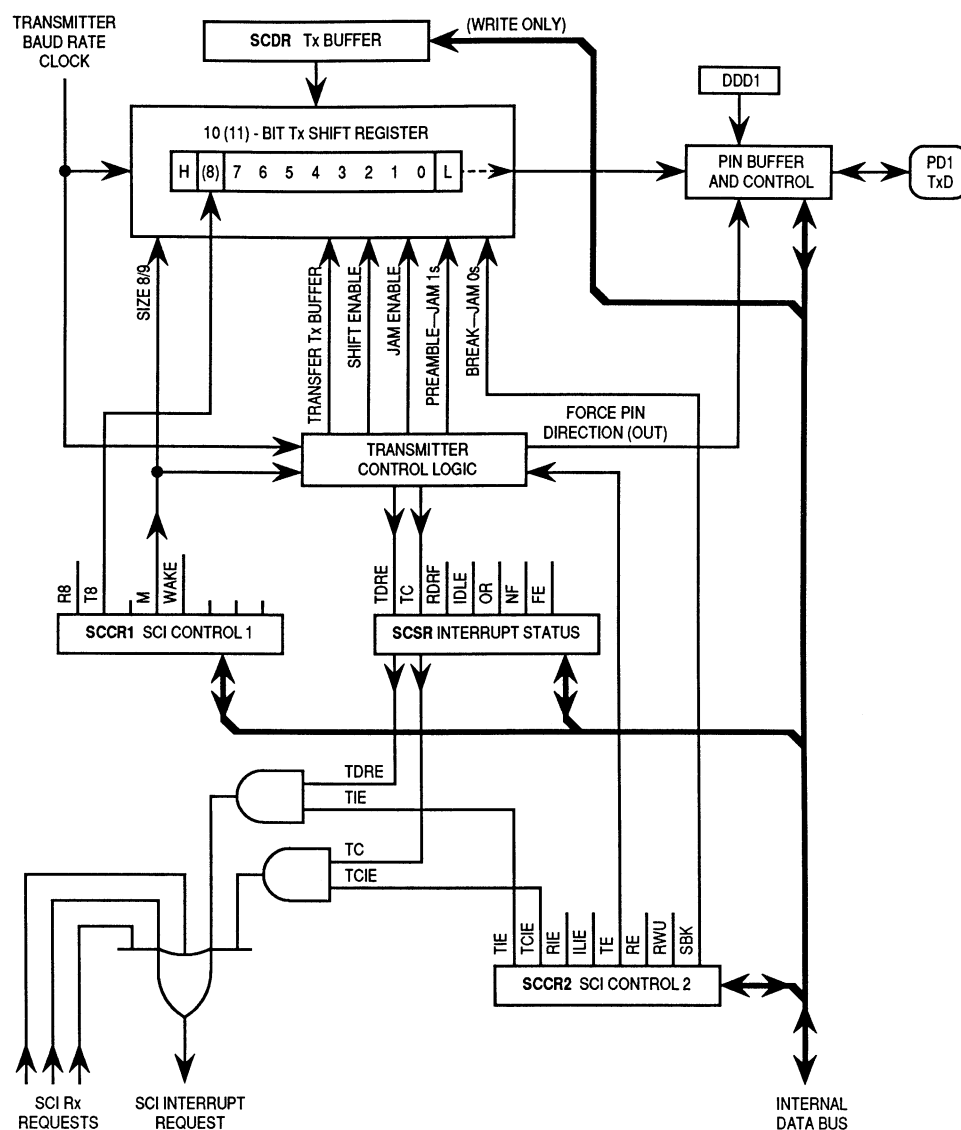 TRANSMITTER
BAUD RATE
CLOCK
SCDR Tx BUFFER
(WRITE ONLY)
DDD1
10 (11) - BIT Tx SHIFT REGISTER
H (8) 7 6 5 4 3 2 1 0 L
PIN BUFFER
AND CONTROL
PD1
TxD
SIZE 8/9
TRANSFER Tx BUFFER
SHIFT ENABLE
JAM ENABLE
PREAMBLE—JAM 1s
BREAK—JAM 0s
FORCE PIN
DIRECTION (OUT)
TRANSMITTER
CONTROL LOGIC
R8
T8
M
WAKE
SCCR1 SCI CONTROL 1
TDRE
TC
RDRF
IDLE
OR
NF
FE
SCSR INTERRUPT STATUS
TDRE
TIE
TC
TCIE
TIE
TCIE
RIE
ILIE
TE
RE
RWU
SBK
SCCR2 SCI CONTROL 2
SCI Rx
REQUESTS
SCI INTERRUPT
REQUEST
INTERNAL
DATA BUS